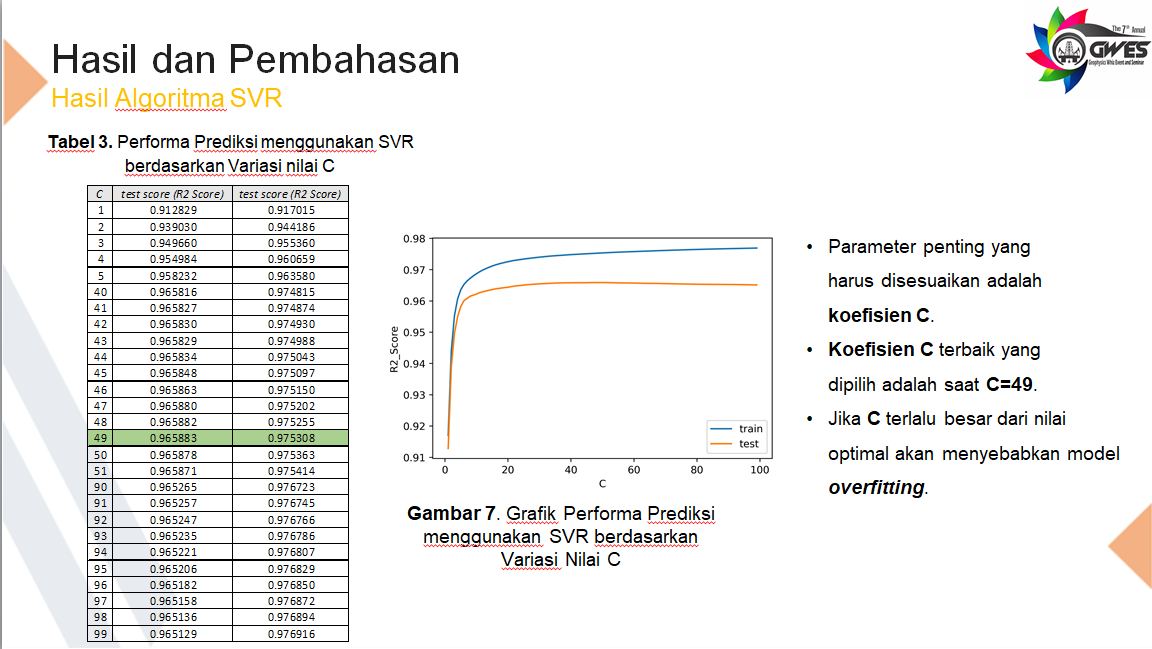 Hasil dan Pembahasan
Hasil Algoritma SVR
The 7th Annual
GWES
Geophysics Whiz Event and Seminar
Tabel 3. Performa Prediksi menggunakan SVR
berdasarkan Variasi nilai C
C test score (R2 Score) test score (R2 Score)
1 0.912829 0.917015
2 0.939030 0.944186
3 0.949660 0.955360
4 0.954984 0.960659
5 0.958232 0.963580
40 0.965816 0.974815
41 0.965827 0.974874
42 0.965830 0.974930
43 0.965829 0.974988
44 0.965834 0.975043
45 0.965848 0.975097
46 0.965863 0.975150
47 0.965880 0.975202
48 0.965882 0.975255
49 0.965883 0.975308
50 0.965878 0.975363
51 0.965871 0.975414
90 0.965265 0.976723
91 0.965257 0.976745
92 0.965247 0.976766
93 0.965235 0.976786
94 0.965221 0.976807
95 0.965206 0.976829
96 0.965182 0.976850
97 0.965158 0.976872
98 0.965136 0.976894
99 0.965129 0.976916
0.98
0.97
0.96
0.95
0.94
0.93
0.92
0.91
R2_Score
0 20 40 60 80 100
C
train
test
Gambar 7. Grafik Performa Prediksi
menggunakan SVR berdasarkan
Variasi Nilai C
• Parameter penting yang
harus disesuaikan adalah
koefisien C.
• Koefisien C terbaik yang
dipilih adalah saat C=49.
• Jika C terlalu besar dari nilai
optimal akan menyebabkan model
overfitting.